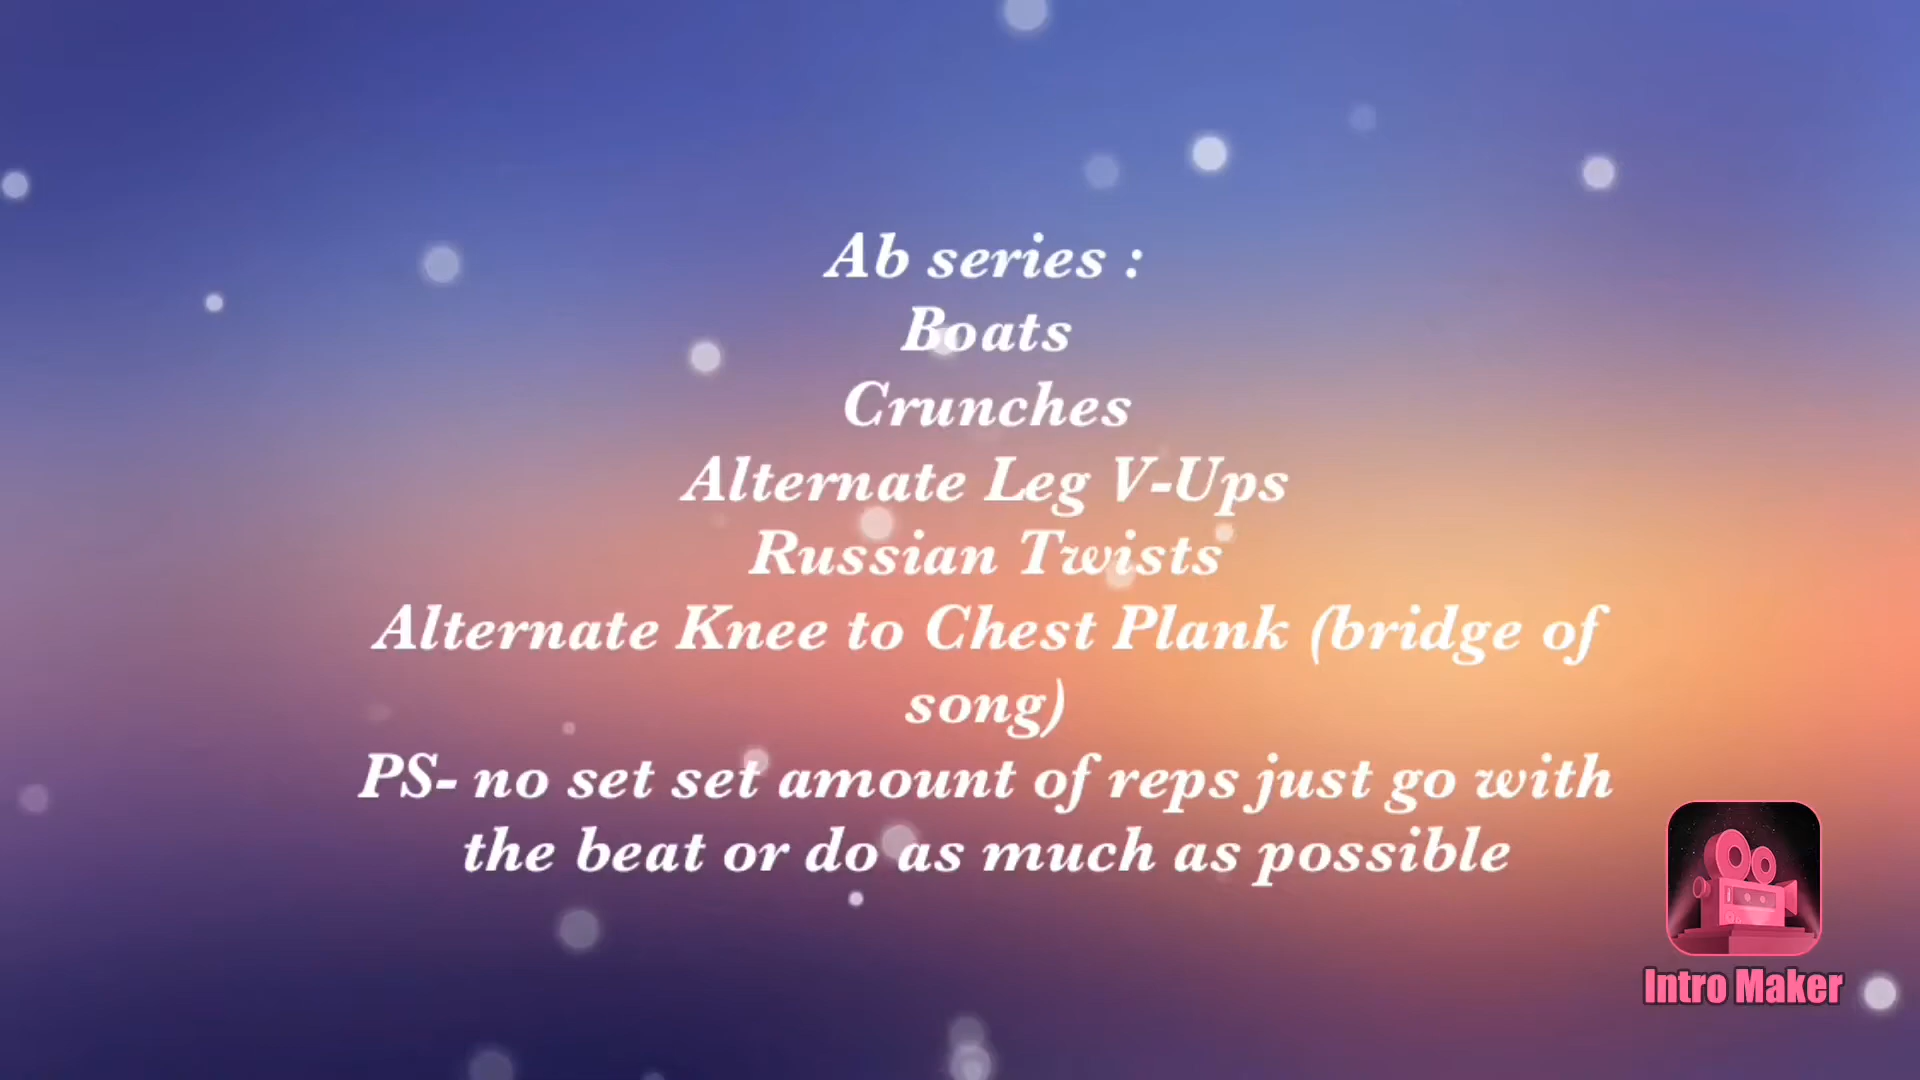 Ab series :
Boats
Crunches
Alternate Leg V-Ups
Russian Twists
Alternate Knee to Chest Plank (bridge of
song)
PS- no set set amount of reps just go with
the beat or do as much as possible
Intro Maker